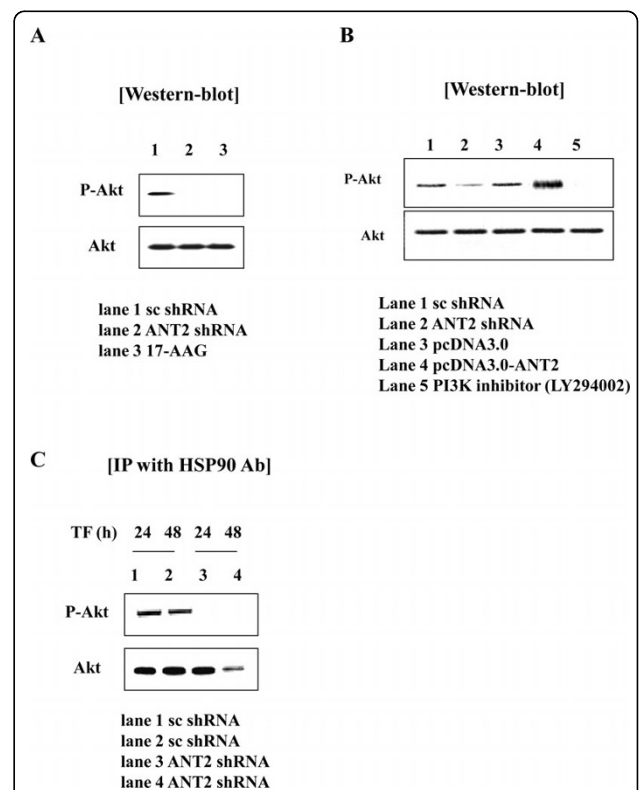 A
[Western-blot]
1 2 3
P-Akt
Akt
lane 1 sc shRNA
lane 2 ANT2 shRNA
lane 3 17-AAG
B
[Western-blot]
1 2 3 4 5
P-Akt
Akt
Lane 1 sc shRNA
Lane 2 ANT2 shRNA
Lane 3 pcDNA3.0
Lane 4 pcDNA3.0-ANT2
Lane 5 PI3K inhibitor (LY294002)
C
[IP with HSP90 Ab]
TF (h) 24 48 24 48
1 2 3 4
P-Akt
Akt
lane 1 sc shRNA
lane 2 sc shRNA
lane 3 ANT2 shRNA
lane 4 ANT2 shRNA